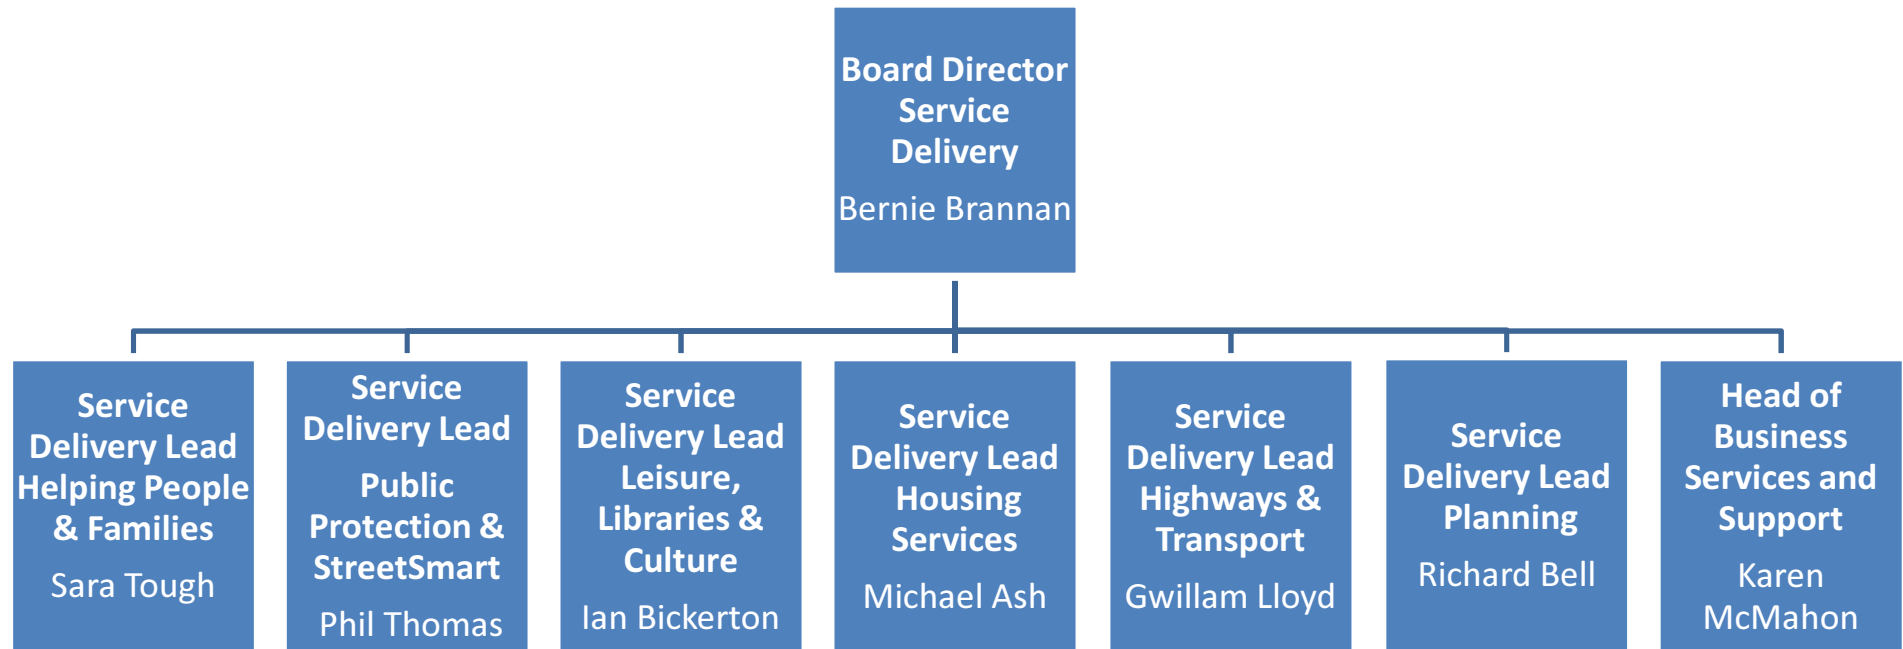 Board Director
Service
Delivery
Bernie Brannan
Service
Delivery Lead
Helping People
& Families
Sara Tough
Service
Delivery Lead
Public
Protection &
StreetSmart
Phil Thomas
Service
Delivery Lead
Leisure,
Libraries &
Culture
Ian Bickerton
Service
Delivery Lead
Housing
Services
Michael Ash
Service
Delivery Lead
Highways &
Transport
Gwillam Lloyd
Service
Delivery Lead
Planning
Richard Bell
Head of
Business
Services and
Support
Karen
McMahon